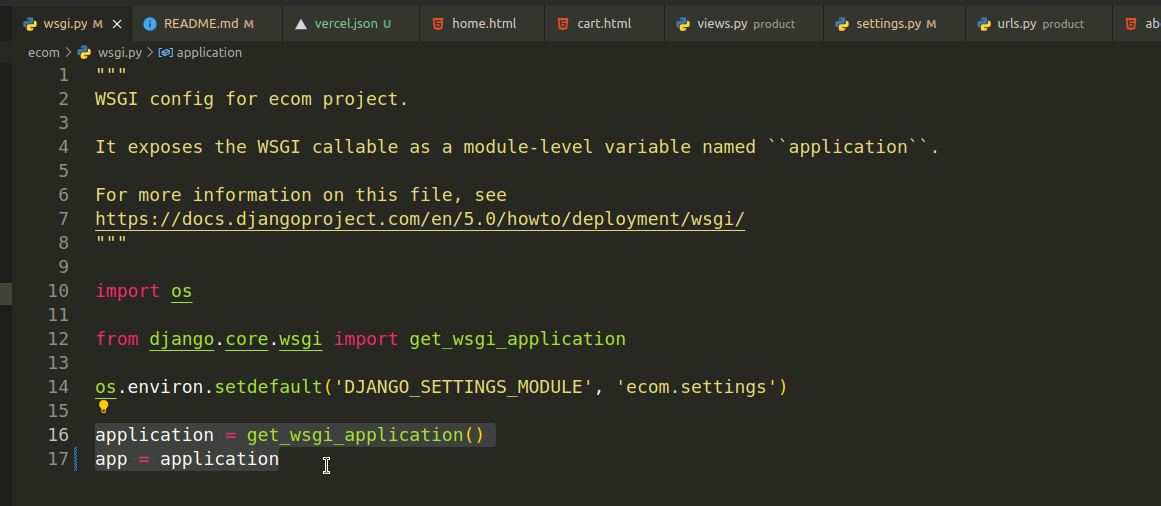 wsgi.py M
README.md M
vercel.json U
home.html
cart.html
views.py product
settings.py M
urls.py product
ab
ecom > wsgi.py > application
1 """
2 WSGI config for ecom project.
3
4 It exposes the WSGI callable as a module-level variable named ``application``.
5
6 For more information on this file, see
7 https://docs.djangoproject.com/en/5.0/howto/deployment/wsgi/
8 """
9
10 import os
11
12 from django.core.wsgi import get_wsgi_application
13
14 os.environ.setdefault('DJANGO_SETTINGS_MODULE', 'ecom.settings')
15
16 application = get_wsgi_application()
17 app = application